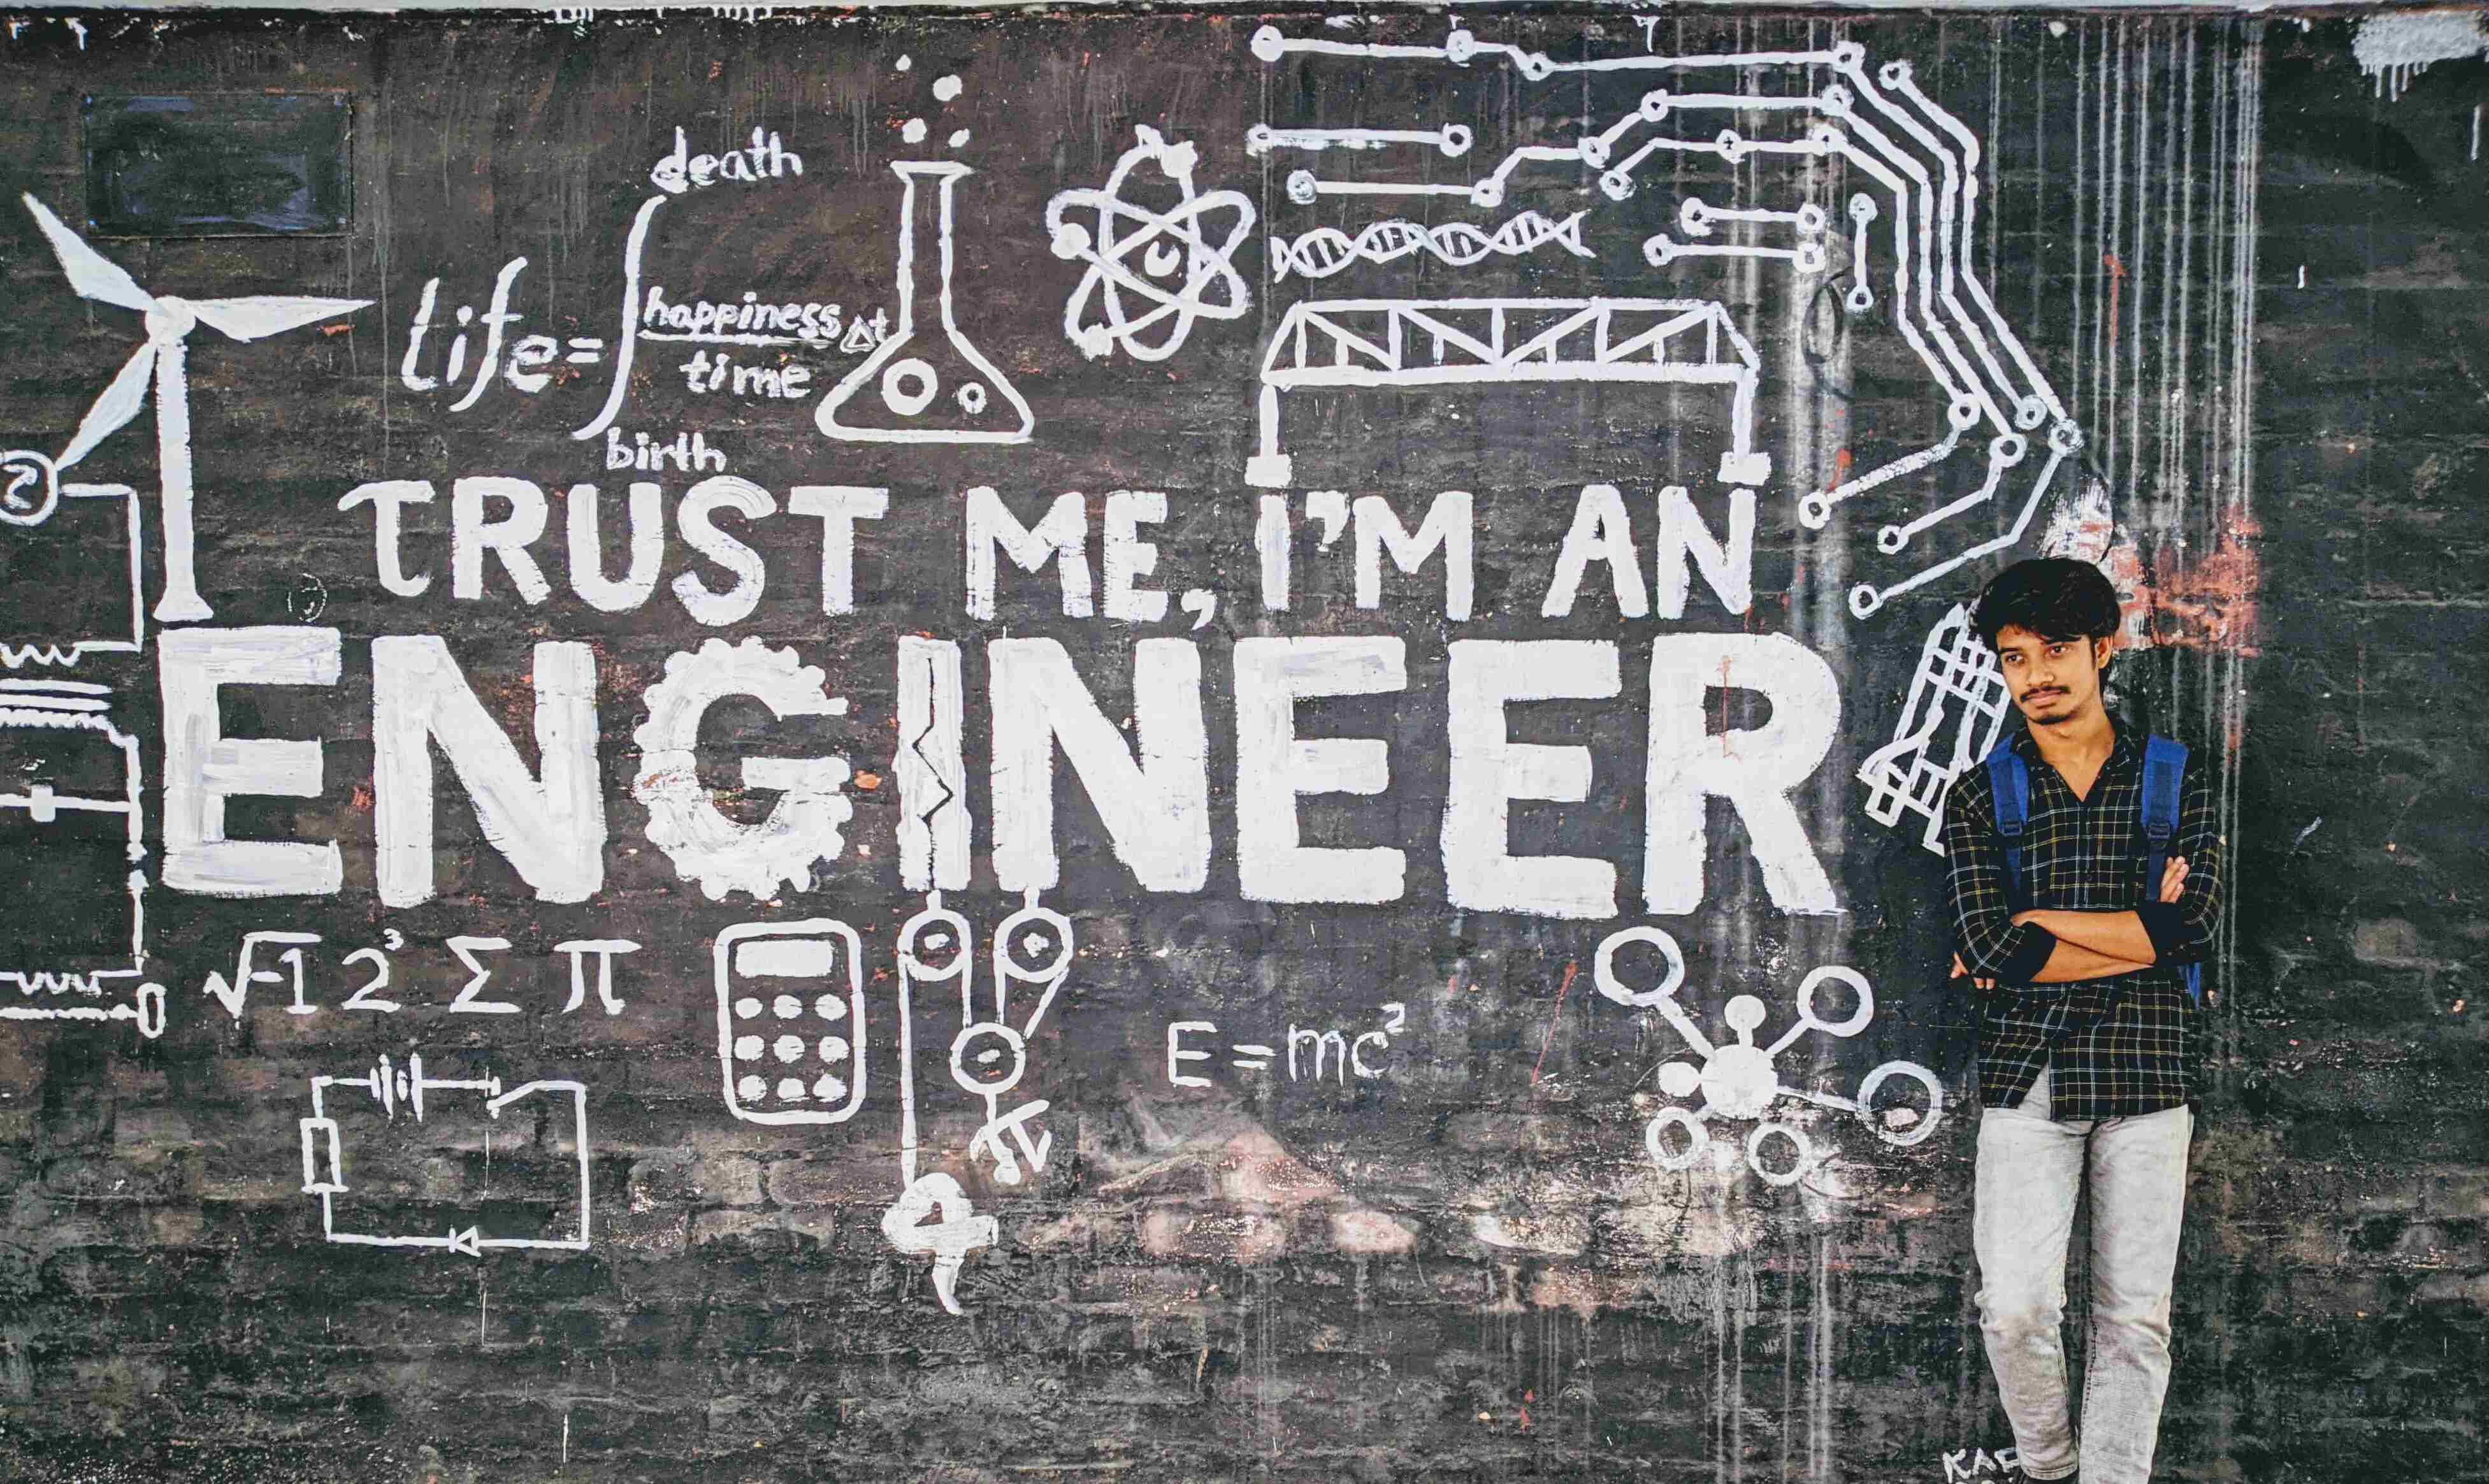 death
life = ∫ happiness/time Δt
birth
TRUST ME, I'M AN
ENGINEER
√-1 2³ Σ π
E = mc²